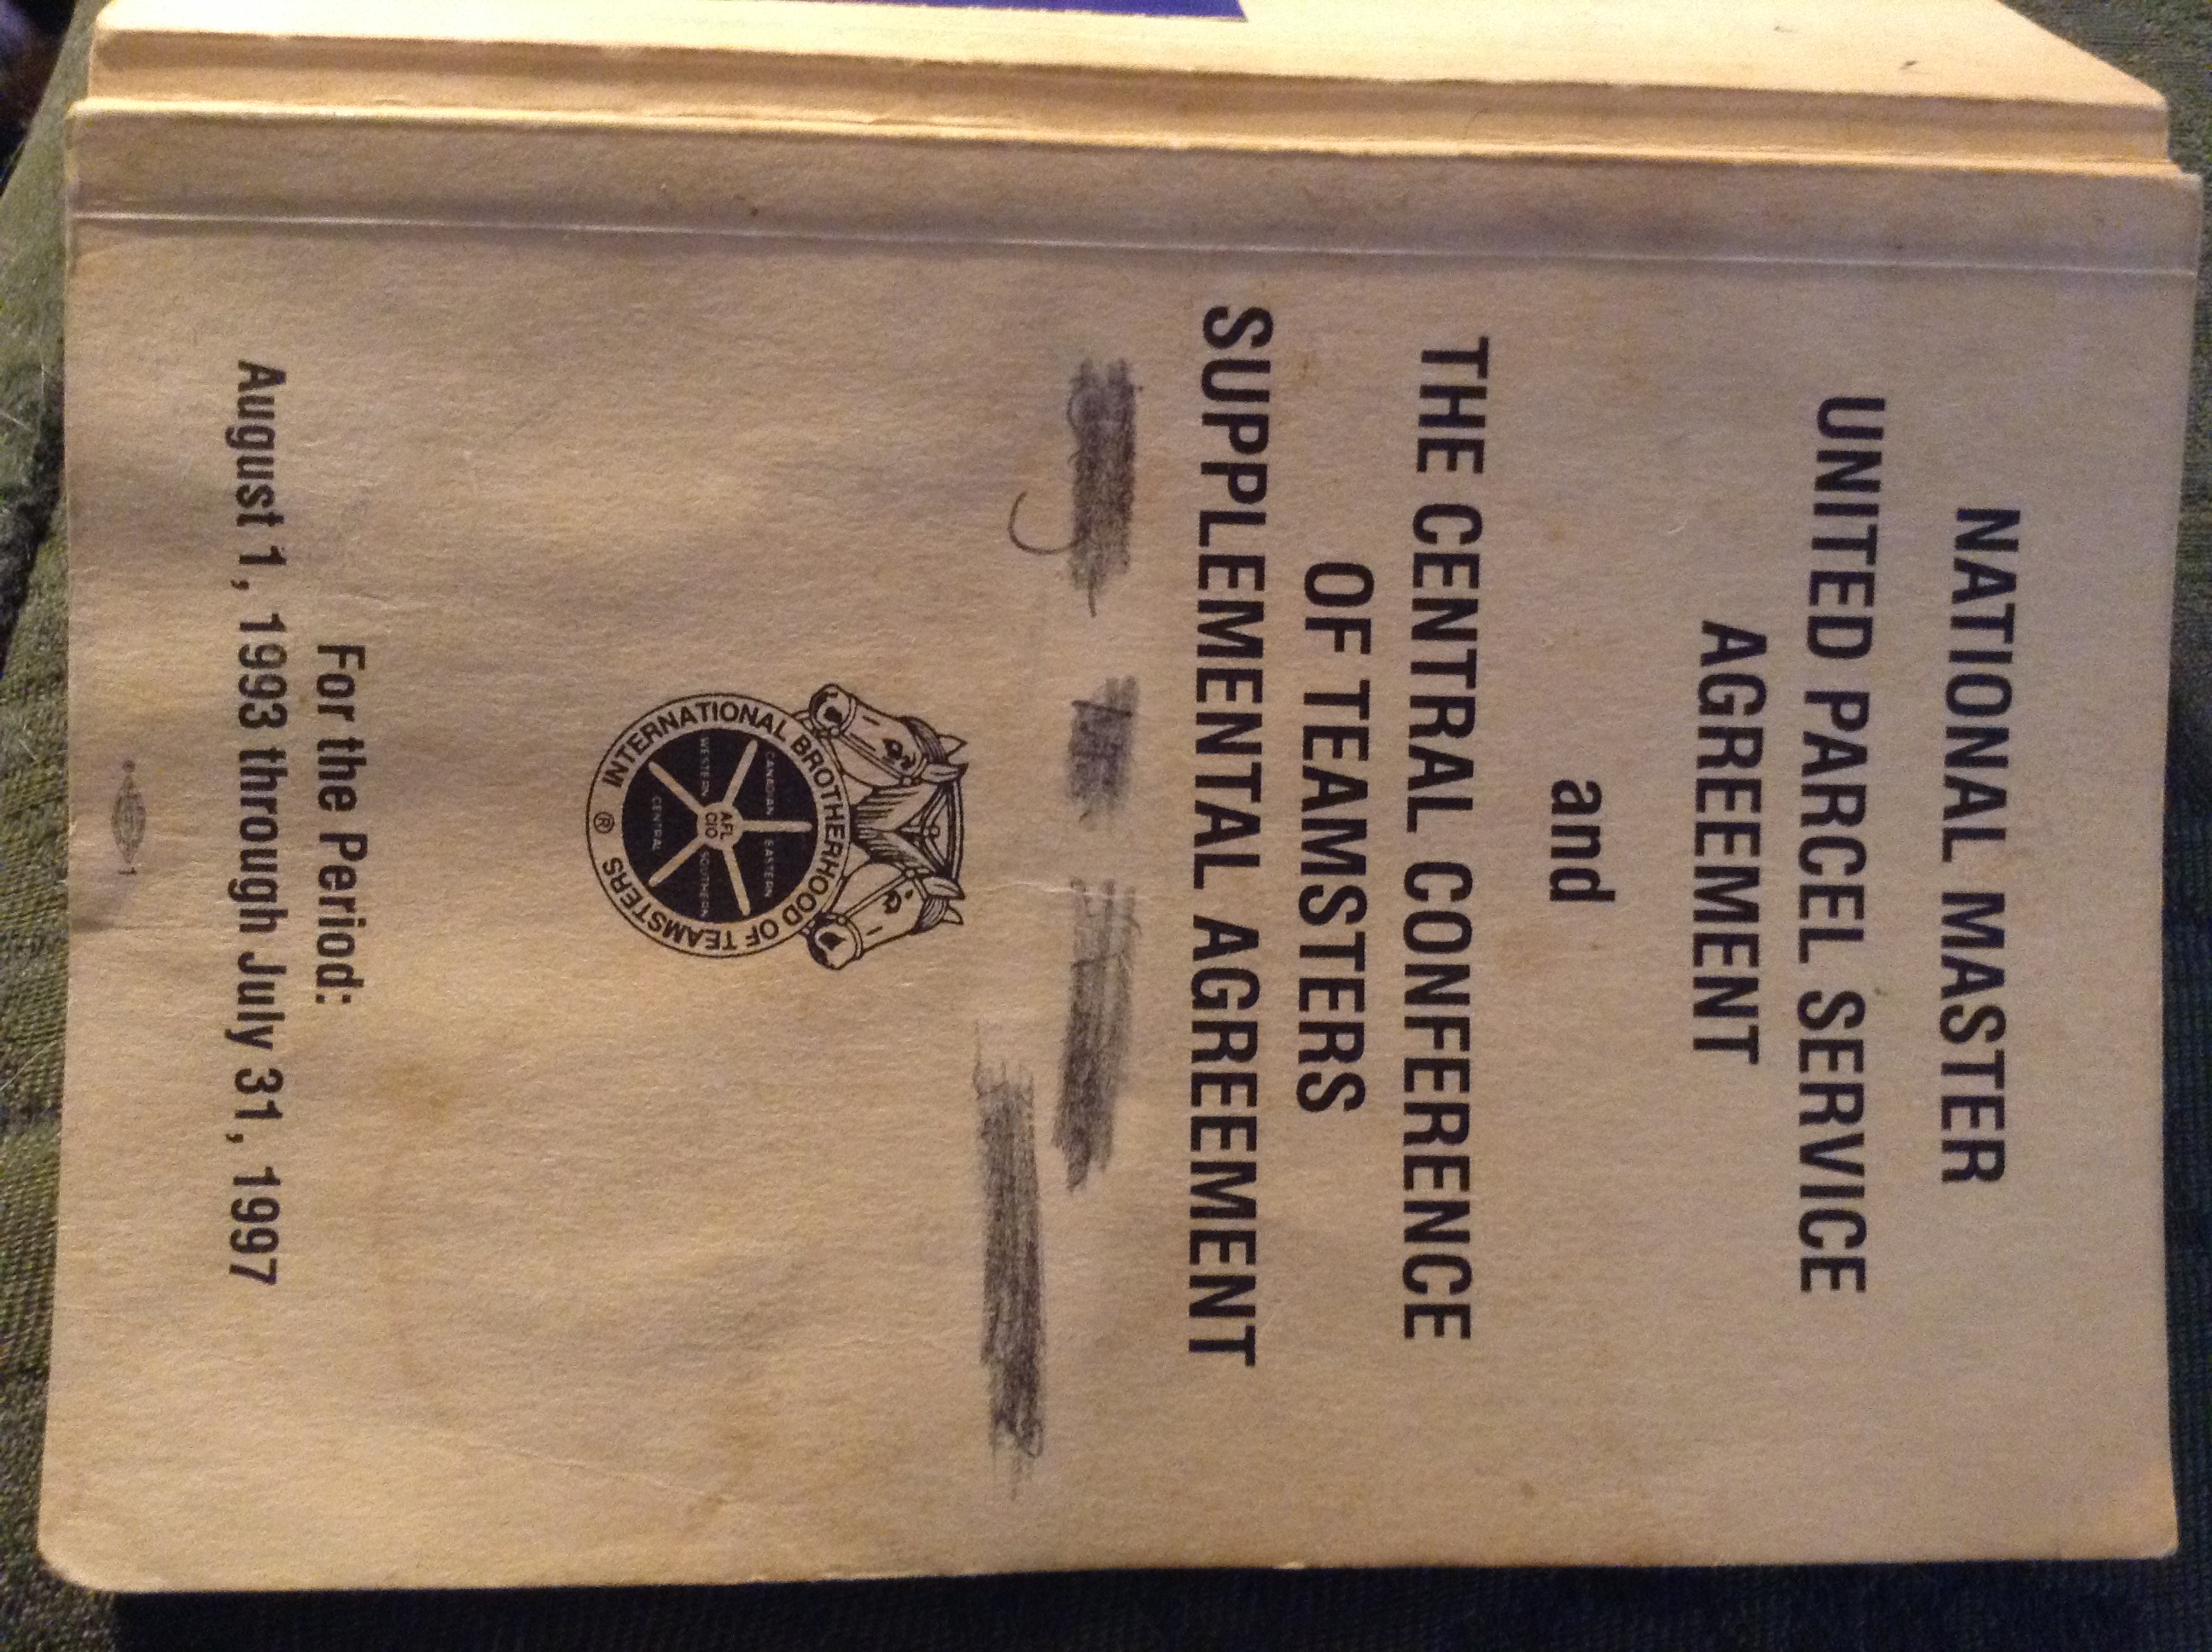 NATIONAL MASTER
UNITED PARCEL SERVICE
AGREEMENT
and
THE CENTRAL CONFERENCE
OF TEAMSTERS
SUPPLEMENTAL AGREEMENT
INTERNATIONAL BROTHERHOOD OF TEAMSTERS ®
CANADIAN
EASTERN
WESTERN
AFL
CIO
SOUTHERN
CENTRAL
For the Period:
August 1, 1993 through July 31, 1997
1